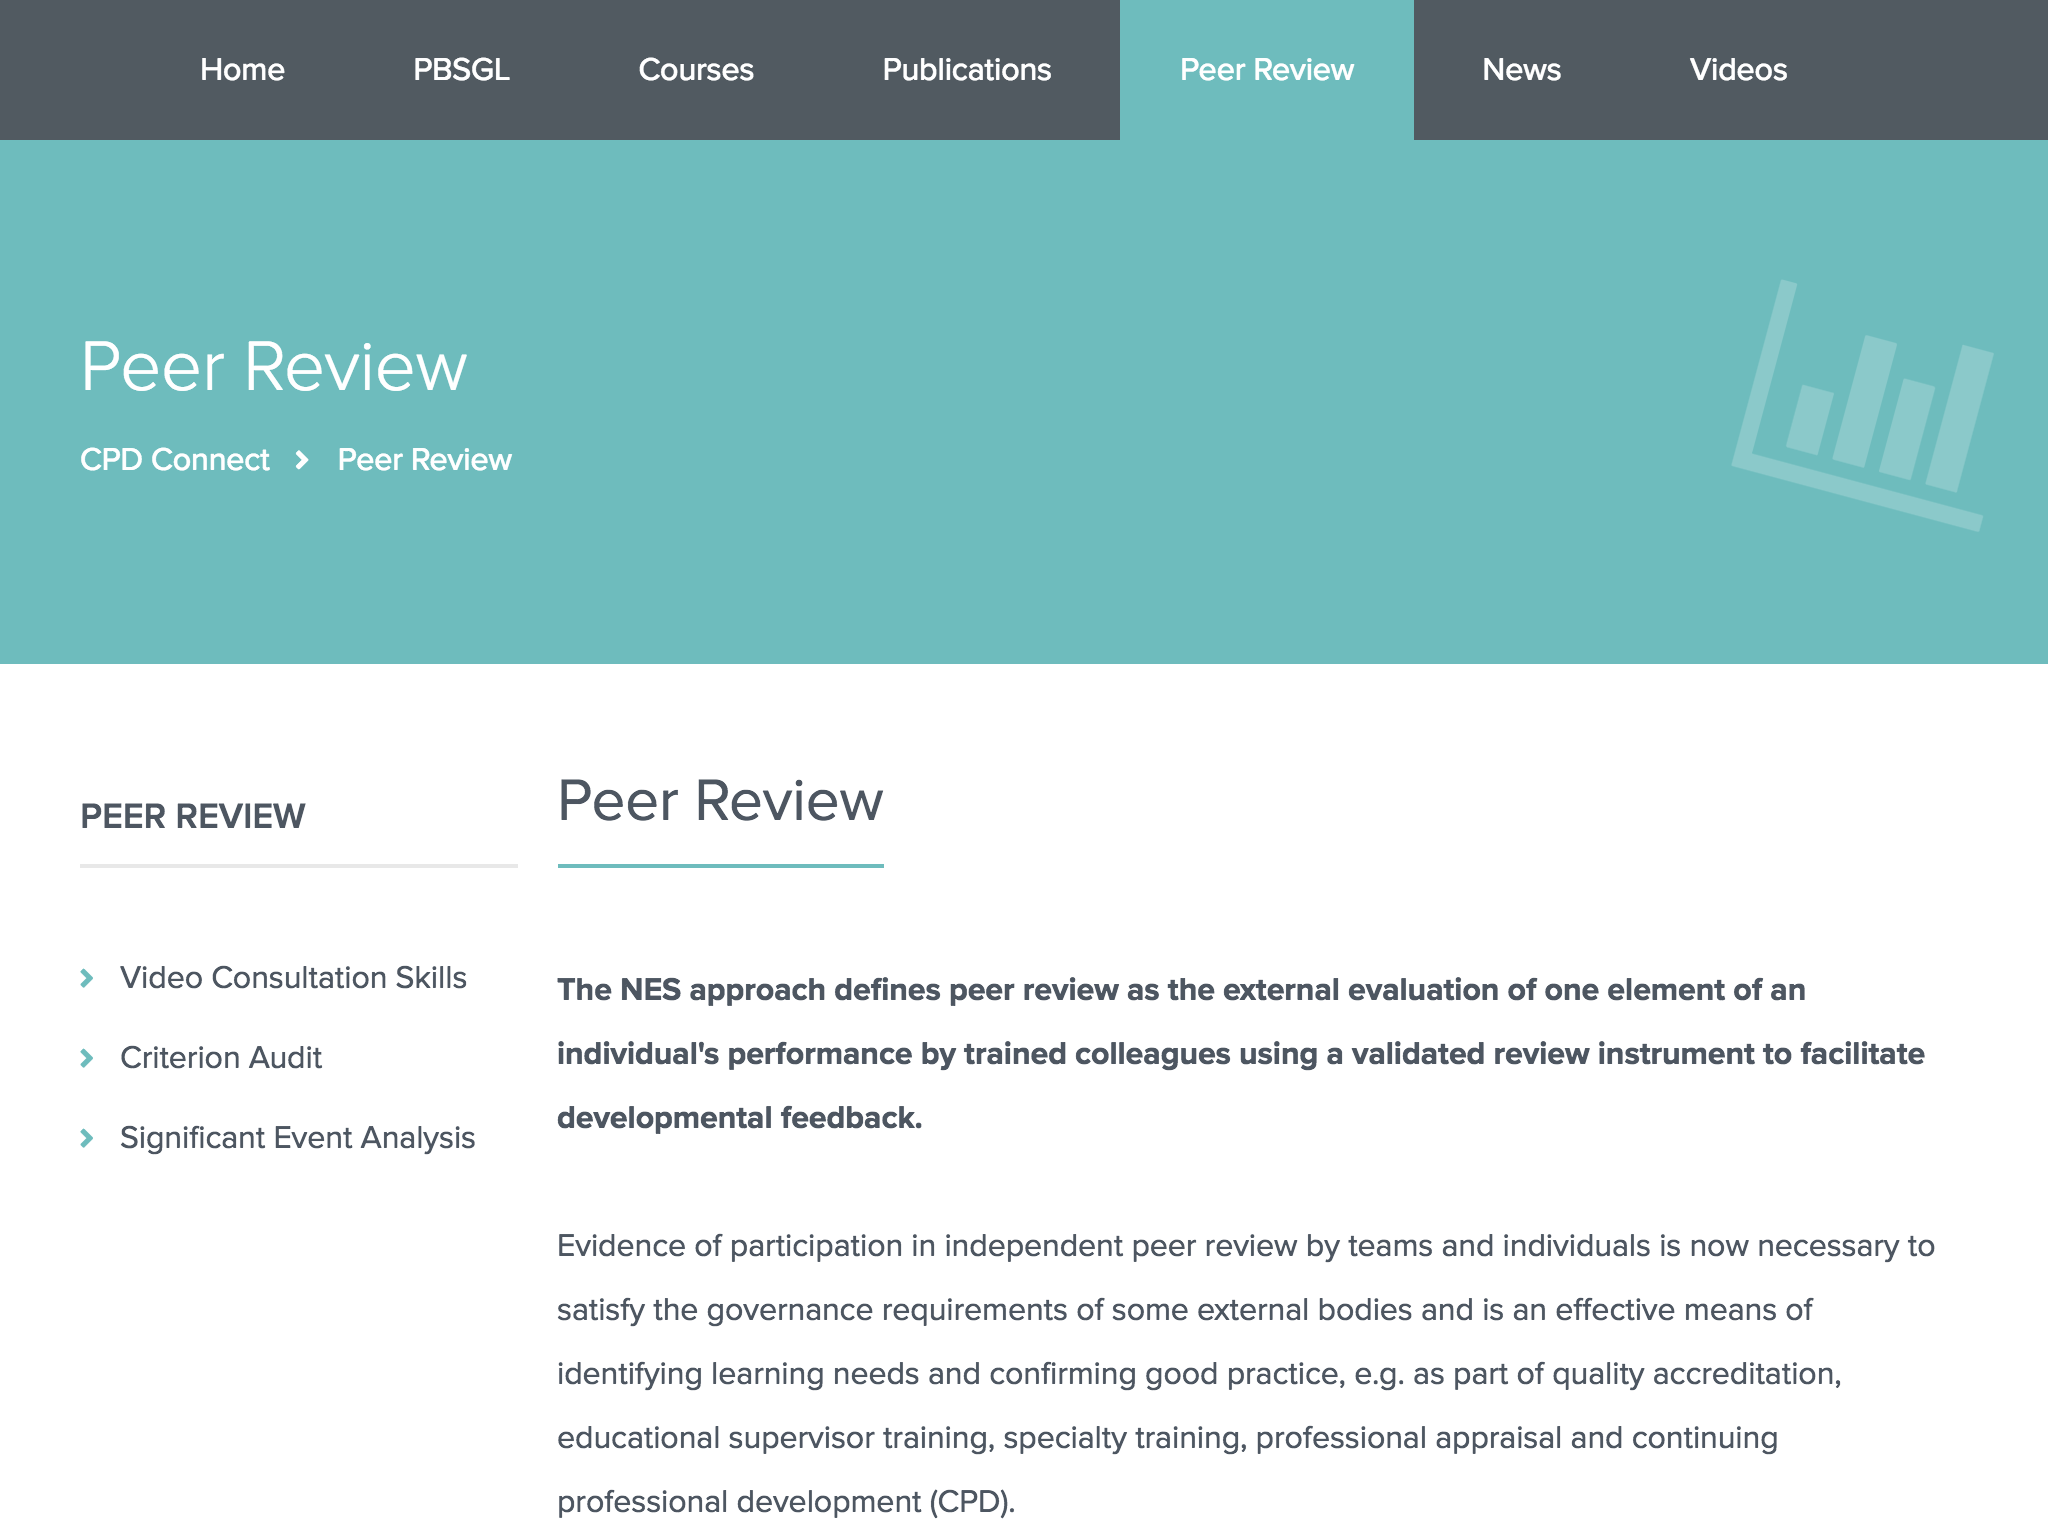 Home
PBSGL
Courses
Publications
Peer Review
News
Videos
Peer Review
CPD Connect
Peer Review
PEER REVIEW
Video Consultation Skills
Criterion Audit
Significant Event Analysis
Peer Review
The NES approach defines peer review as the external evaluation of one element of an
individual's performance by trained colleagues using a validated review instrument to facilitate
developmental feedback.
Evidence of participation in independent peer review by teams and individuals is now necessary to
satisfy the governance requirements of some external bodies and is an effective means of
identifying learning needs and confirming good practice, e.g. as part of quality accreditation,
educational supervisor training, specialty training, professional appraisal and continuing
professional development (CPD).